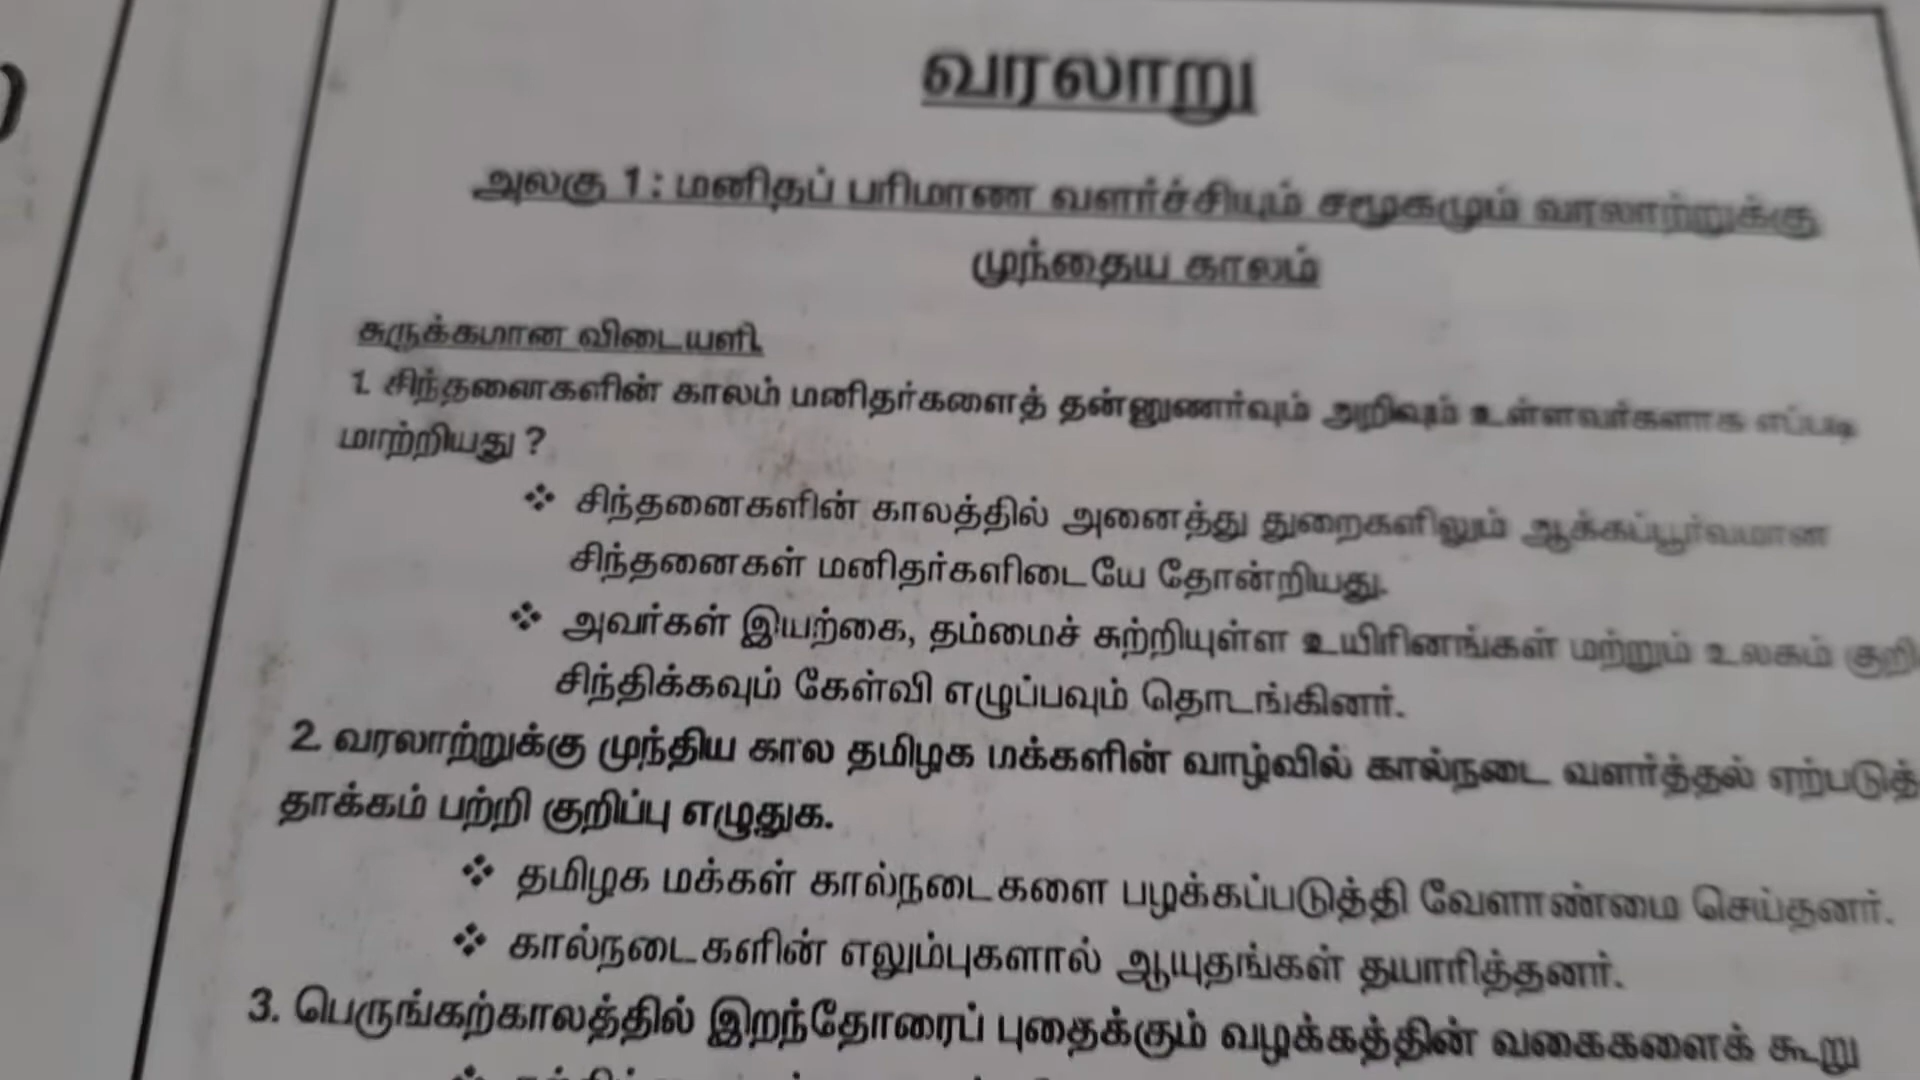 வரலாறு
அலகு 1 : மனிதப் பரிமாண வளர்ச்சியும் சமூகமும் வரலாற்றுக்கு
முந்தைய காலம்
சுருக்கமான விடையளி.
1. சிந்தனைகளின் காலம் மனிதர்களைத் தன்னுணர்வும் அறிவும் உள்ளவர்களாக எப்படி
மாற்றியது ?
❖ சிந்தனைகளின் காலத்தில் அனைத்து துறைகளிலும் ஆக்கப்பூர்வமான
சிந்தனைகள் மனிதர்களிடையே தோன்றியது.
❖ அவர்கள் இயற்கை, தம்மைச் சுற்றியுள்ள உயிரினங்கள் மற்றும் உலகம் குறி
சிந்திக்கவும் கேள்வி எழுப்பவும் தொடங்கினர்.
2. வரலாற்றுக்கு முந்திய கால தமிழக மக்களின் வாழ்வில் கால்நடை வளர்த்தல் ஏற்படுத்
தாக்கம் பற்றி குறிப்பு எழுதுக.
❖ தமிழக மக்கள் கால்நடைகளை பழக்கப்படுத்தி வேளாண்மை செய்தனர்.
❖ கால்நடைகளின் எலும்புகளால் ஆயுதங்கள் தயாரித்தனர்.
3. பெருங்கற்காலத்தில் இறந்தோரைப் புதைக்கும் வழக்கத்தின் வகைகளைக் கூறு